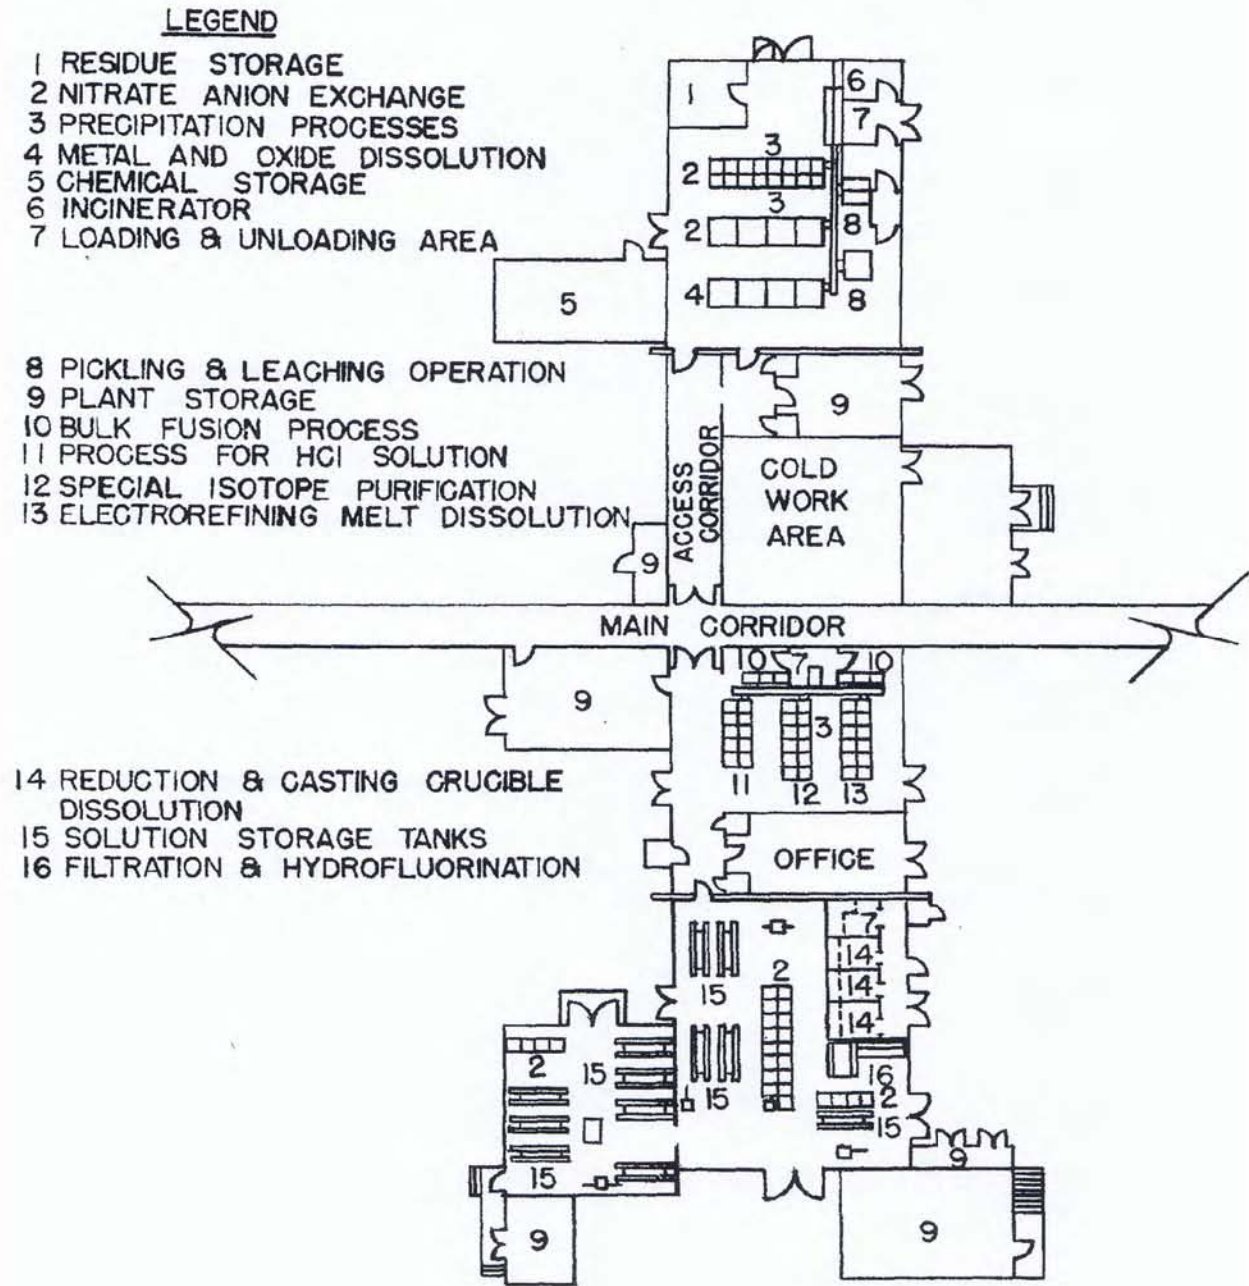 LEGEND
1 RESIDUE STORAGE
2 NITRATE ANION EXCHANGE
3 PRECIPITATION PROCESSES
4 METAL AND OXIDE DISSOLUTION
5 CHEMICAL STORAGE
6 INCINERATOR
7 LOADING & UNLOADING AREA
8 PICKLING & LEACHING OPERATION
9 PLANT STORAGE
10 BULK FUSION PROCESS
11 PROCESS FOR HCl SOLUTION
12 SPECIAL ISOTOPE PURIFICATION
13 ELECTROREFINING MELT DISSOLUTION
14 REDUCTION & CASTING CRUCIBLE
DISSOLUTION
15 SOLUTION STORAGE TANKS
16 FILTRATION & HYDROFLUORINATION
1
6
7
3
2
3
8
2
4
8
5
9
ACCESS
CORRIDOR
COLD
WORK
AREA
9
MAIN CORRIDOR
10 7 10
9
3
11 12 13
OFFICE
7
14
14
14
15
2
15
16
2
15
2
15
15
9
9
9